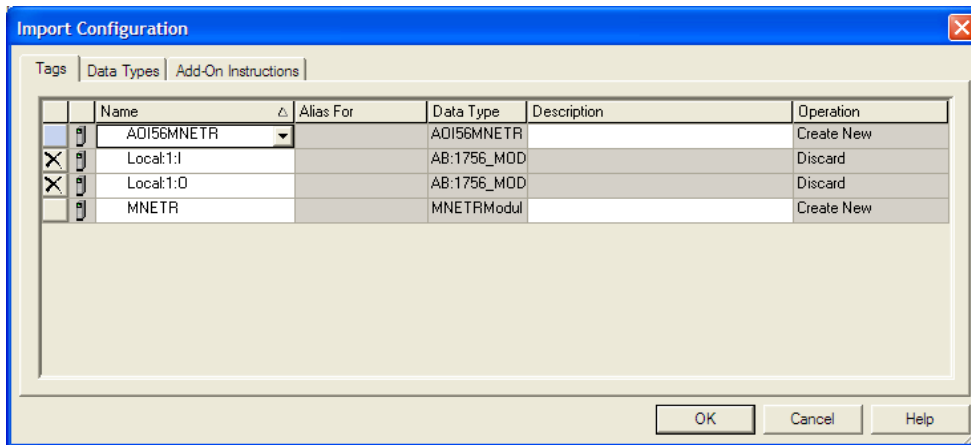 Import Configuration
Tags Data Types Add-On Instructions
Name Alias For Data Type Description Operation
AOI56MNETR AOI56MNETR Create New
Local:1:I AB:1756_MOD Discard
Local:1:O AB:1756_MOD Discard
MNETR MNETRModul Create New
OK Cancel Help